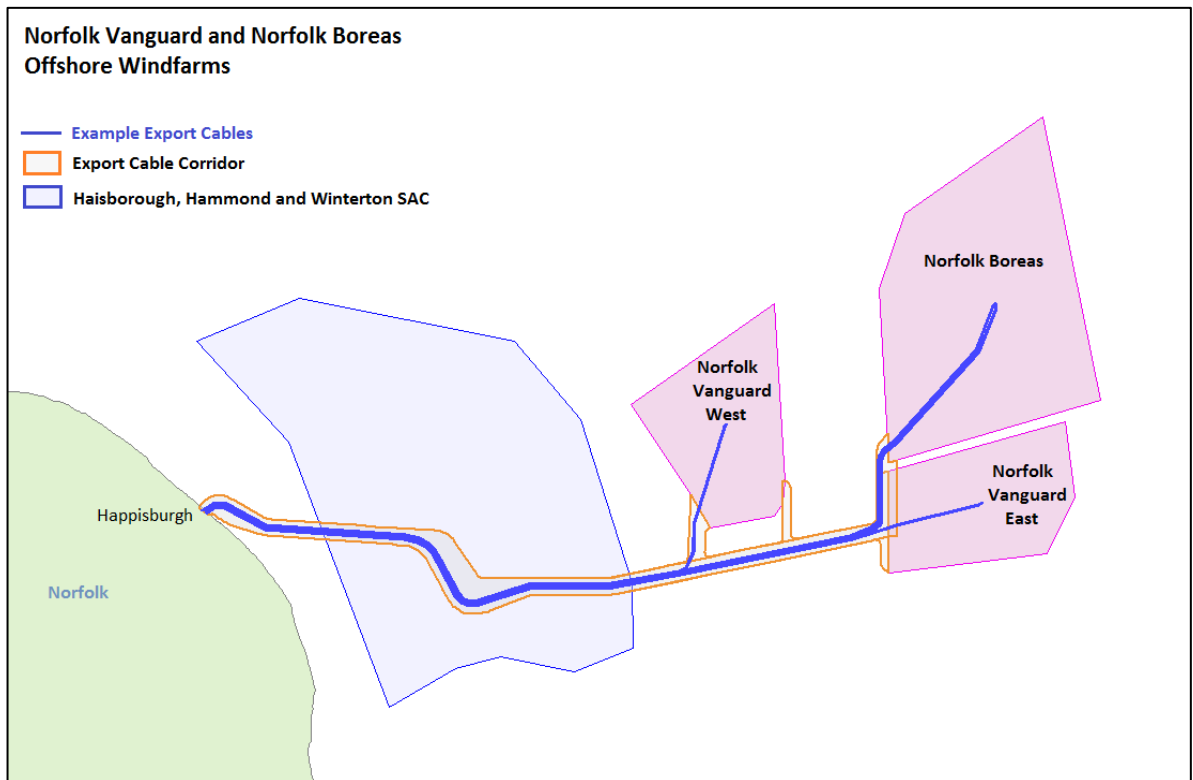 Norfolk Vanguard and Norfolk Boreas
Offshore Windfarms
Example Export Cables
Export Cable Corridor
Haisborough, Hammond and Winterton SAC
Norfolk Boreas
Norfolk
Vanguard
West
Norfolk
Vanguard
East
Happisburgh
Norfolk